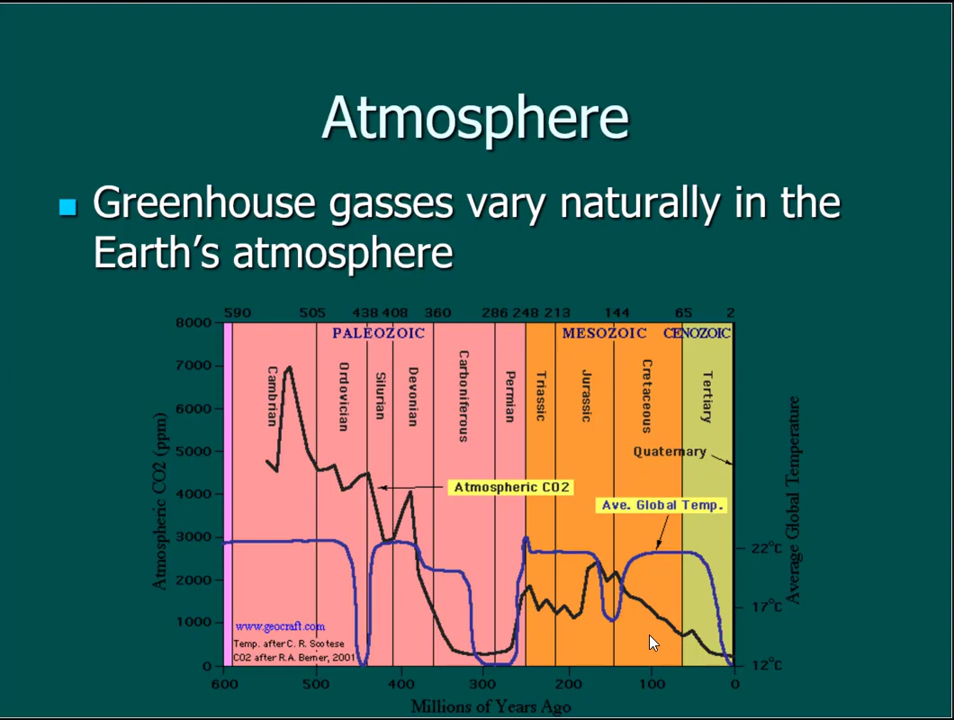 Atmosphere
Greenhouse gasses vary naturally in the
Earth's atmosphere
590 505 438 408 360 286 248 213 144 65 2
8000
7000
6000
5000
4000
3000
2000
1000
0
Atmospheric CO2 (ppm)
PALEOZOIC MESOZOIC CENOZOIC
Cambrian
Ordovician
Silurian
Devonian
Carboniferous
Permian
Triassic
Jurassic
Cretaceous
Tertiary
Quaternary
Atmospheric CO2
Ave. Global Temp.
22°C
17°C
12°C
Average Global Temperature
www.geocraft.com
Temp. after C. R. Scotese
CO2 after R.A. Berner, 2001
600 500 400 300 200 100 0
Millions of Years Ago